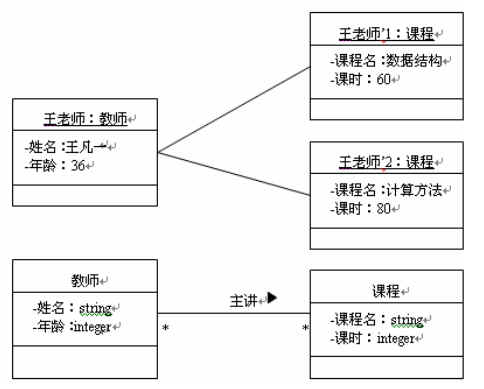 王老师’1：课程
-课程名：数据结构
-课时：60
王老师：教师
-姓名：王凡一
-年龄：36
王老师’2：课程
-课程名：计算方法
-课时：80
教师
-姓名：string
-年龄：integer
主讲
*
*
课程
-课程名：string
-课时：integer